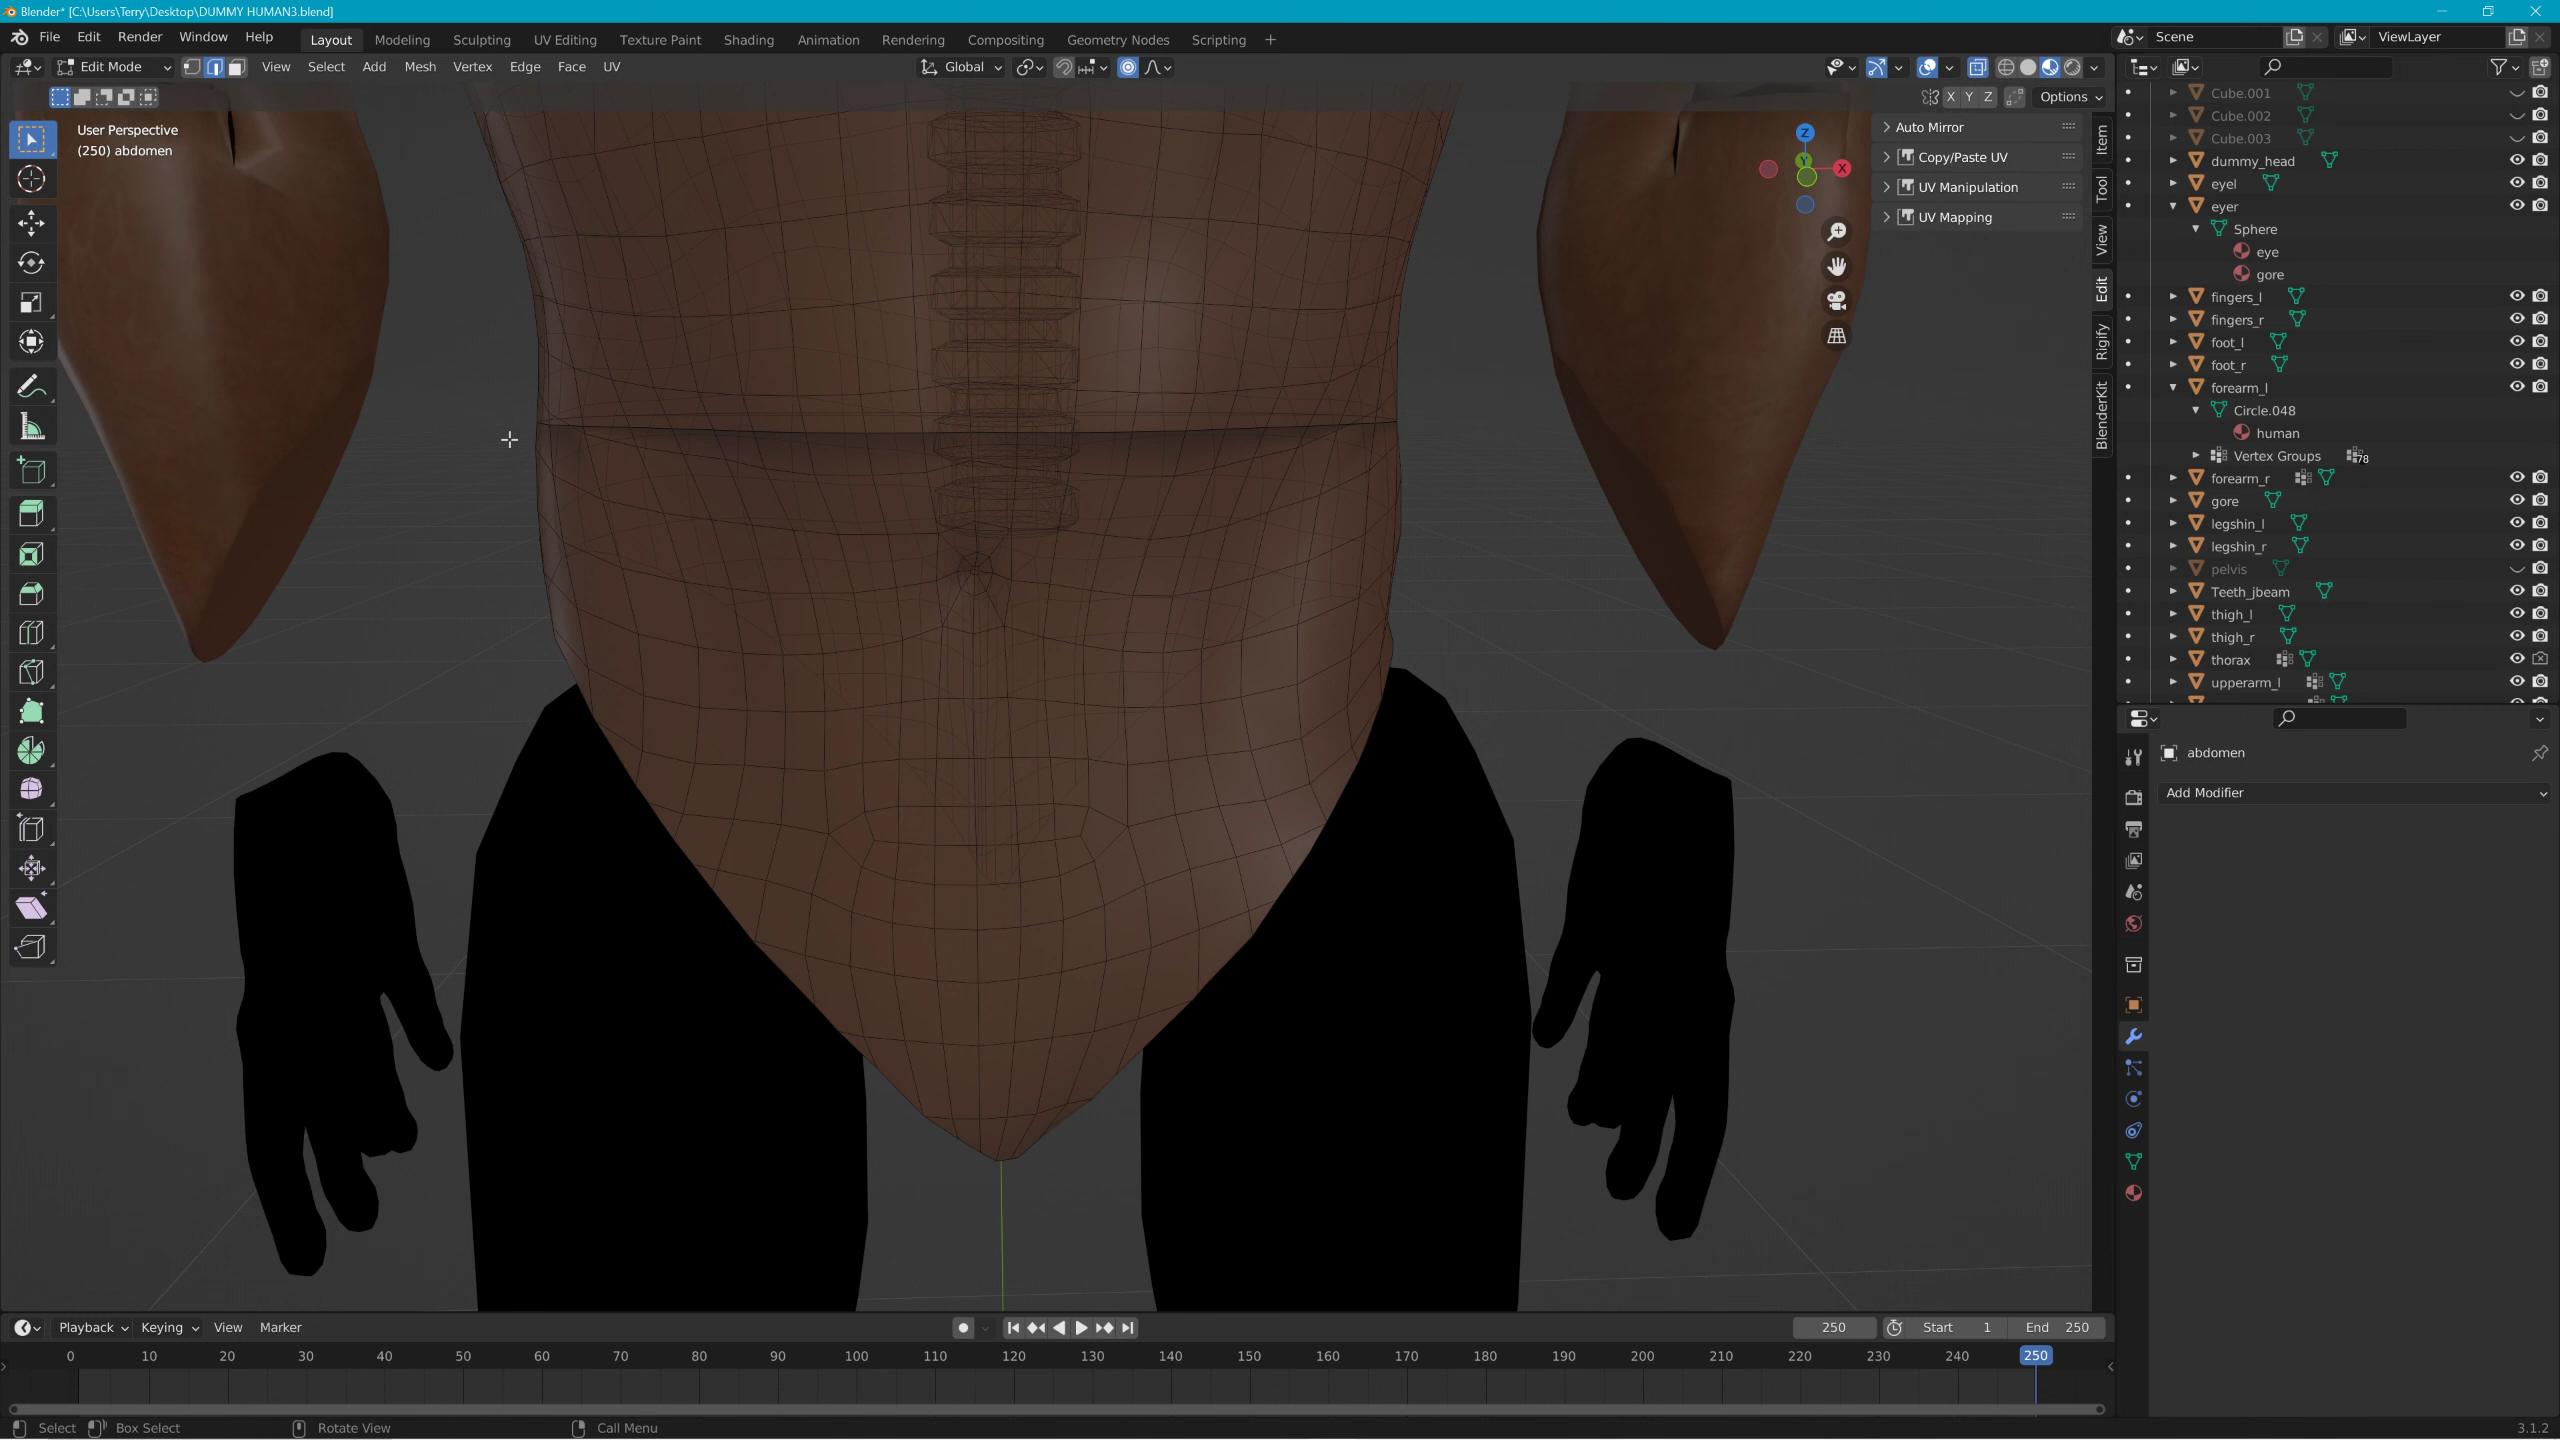 Blender* [C:\Users\Terry\Desktop\DUMMY HUMAN3.blend]
File Edit Render Window Help Layout Modeling Sculpting UV Editing Texture Paint Shading Animation Rendering Compositing Geometry Nodes Scripting + Scene ViewLayer
Edit Mode View Select Add Mesh Vertex Edge Face UV Global
X Y Z Options
User Perspective
(250) abdomen
Z
Y
X
Auto Mirror
Copy/Paste UV
UV Manipulation
UV Mapping
Item
Tool
View
Edit
Rigify
BlenderKit
Cube.001
Cube.002
Cube.003
dummy_head
eyel
eyer
Sphere
eye
gore
fingers_l
fingers_r
foot_l
foot_r
forearm_l
Circle.048
human
Vertex Groups 78
forearm_r
gore
legshin_l
legshin_r
pelvis
Teeth_jbeam
thigh_l
thigh_r
thorax
upperarm_l
abdomen
Add Modifier
Playback Keying View Marker 250 Start 1 End 250
0 10 20 30 40 50 60 70 80 90 100 110 120 130 140 150 160 170 180 190 200 210 220 230 240 250
Select Box Select Rotate View Call Menu 3.1.2